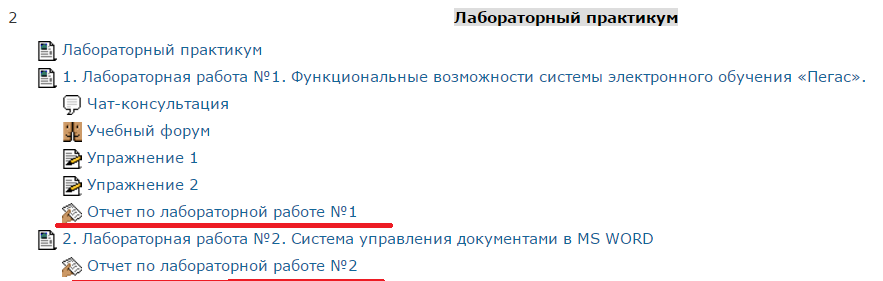 2
Лабораторный практикум
Лабораторный практикум
1. Лабораторная работа №1. Функциональные возможности системы электронного обучения «Пегас».
Чат-консультация
Учебный форум
Упражнение 1
Упражнение 2
Отчет по лабораторной работе №1
2. Лабораторная работа №2. Система управления документами в MS WORD
Отчет по лабораторной работе №2